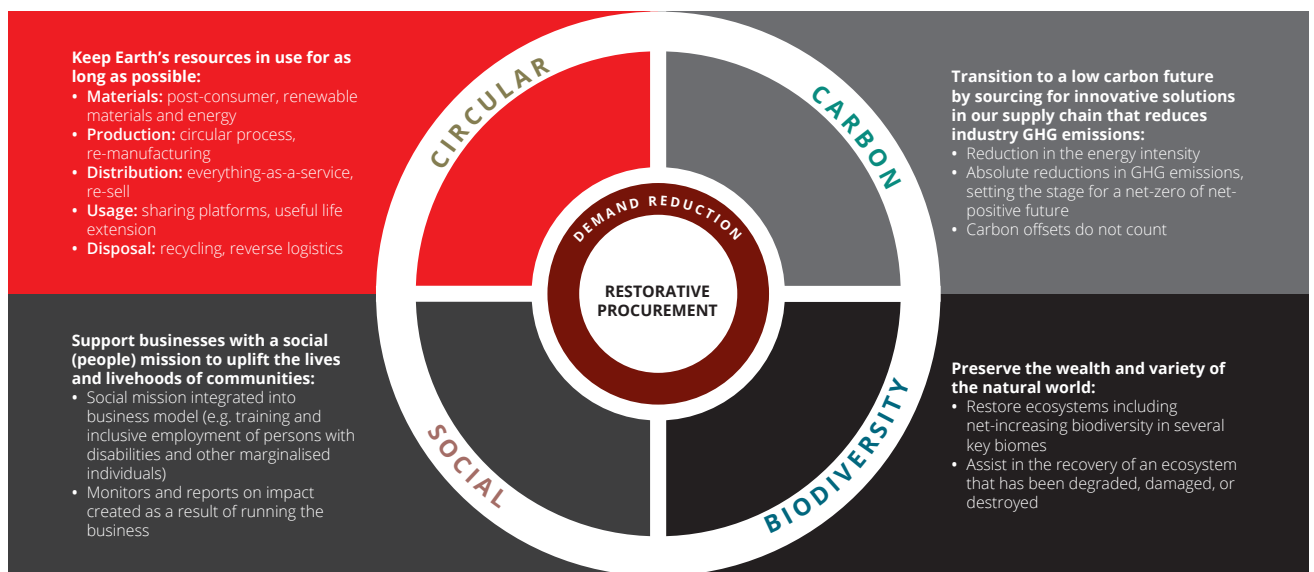 Keep Earth's resources in use for as
long as possible:
• Materials: post-consumer, renewable
materials and energy
• Production: circular process,
re-manufacturing
• Distribution: everything-as-a-service,
re-sell
• Usage: sharing platforms, useful life
extension
• Disposal: recycling, reverse logistics
CIRCULAR
CARBON
Transition to a low carbon future
by sourcing for innovative solutions
in our supply chain that reduces
industry GHG emissions:
• Reduction in the energy intensity
• Absolute reductions in GHG emissions,
setting the stage for a net-zero of net-
positive future
• Carbon offsets do not count
DEMAND REDUCTION
RESTORATIVE
PROCUREMENT
Support businesses with a social
(people) mission to uplift the lives
and livehoods of communities:
• Social mission integrated into
business model (e.g. training and
inclusive employment of persons with
disabilities and other marginalised
individuals)
• Monitors and reports on impact
created as a result of running the
business
SOCIAL
BIODIVERSITY
Preserve the wealth and variety of
the natural world:
• Restore ecosystems including
net-increasing biodiversity in several
key biomes
• Assist in the recovery of an ecosystem
that has been degraded, damaged, or
destroyed